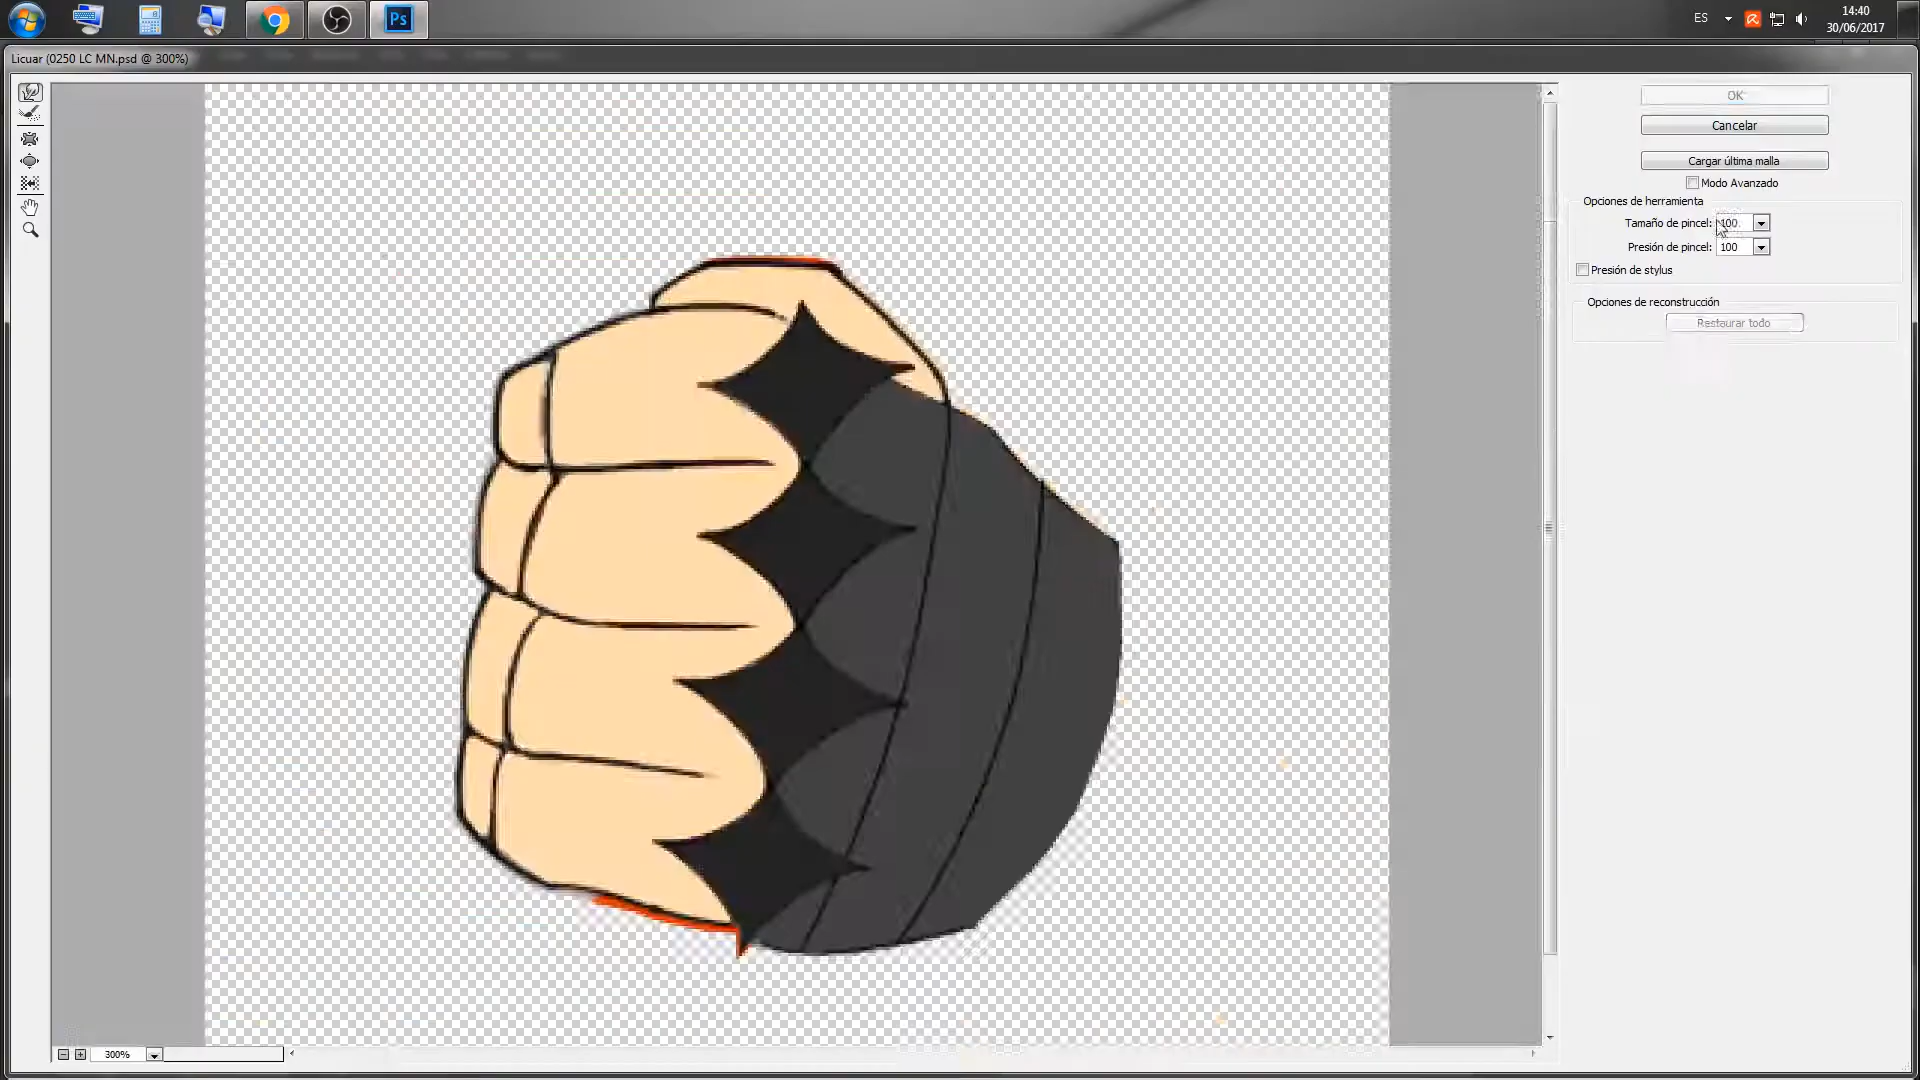 Ps
ES
14:40
30/06/2017
Licuar (0250 LC MN.psd @ 300%)
OK
Cancelar
Cargar última malla
Modo Avanzado
Opciones de herramienta
Tamaño de pincel: 100
Presión de pincel: 100
Presión de stylus
Opciones de reconstrucción
Restaurar todo
300%